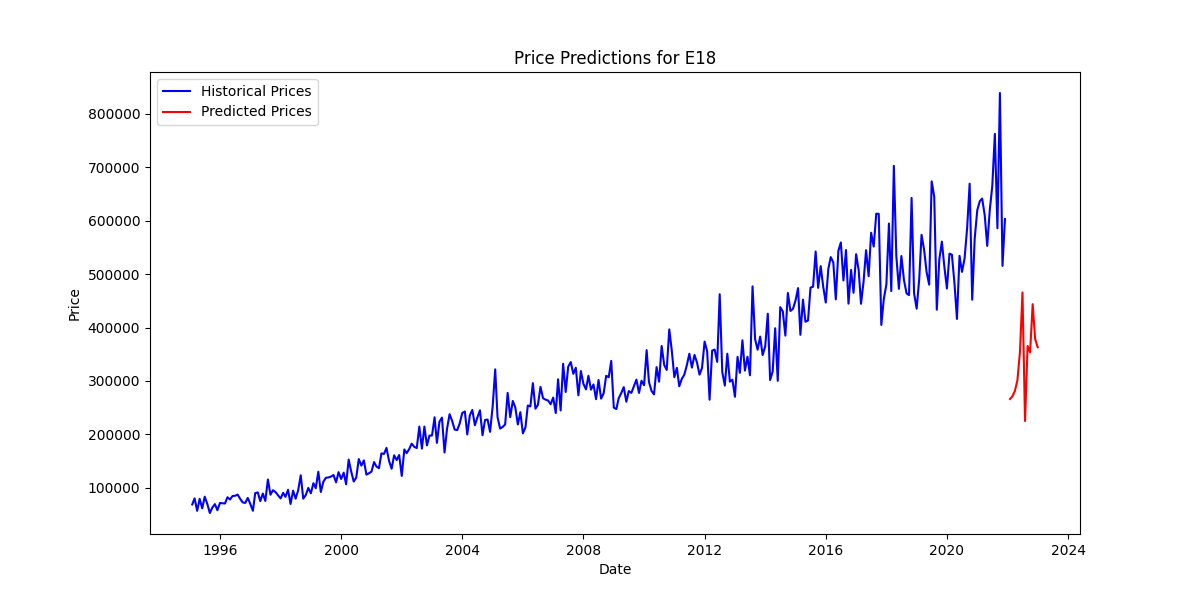 Price Predictions for E18
Historical Prices
Predicted Prices
800000
700000
600000
500000
400000
300000
200000
100000
Price
1996 2000 2004 2008 2012 2016 2020 2024
Date